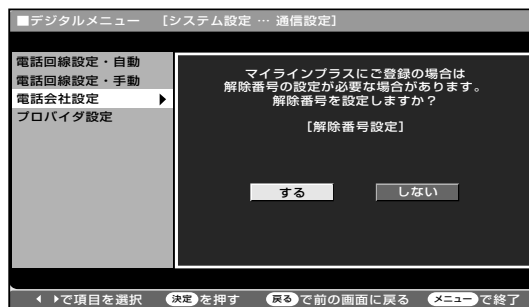 ■デジタルメニュー [システム設定 … 通信設定]
電話回線設定・自動
電話回線設定・手動
電話会社設定
プロバイダ設定
マイラインプラスにご登録の場合は
解除番号の設定が必要な場合があります。
解除番号を設定しますか？
[解除番号設定]
する しない
で項目を選択 決定を押す 戻るで前の画面に戻る メニューで終了